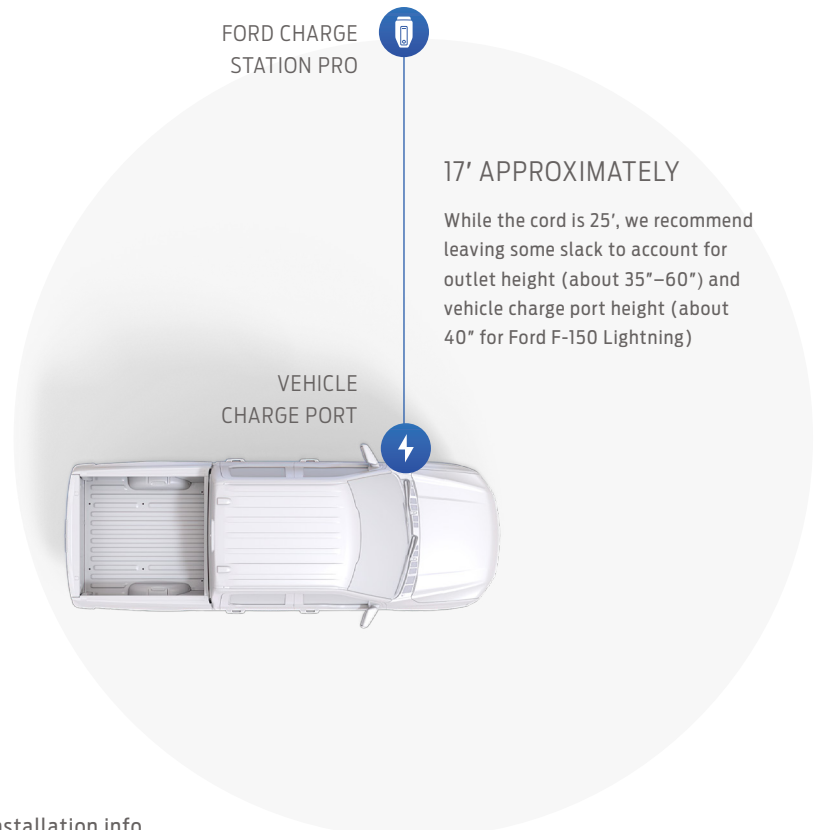 FORD CHARGE
STATION PRO
17′ APPROXIMATELY
While the cord is 25′, we recommend
leaving some slack to account for
outlet height (about 35″–60″) and
vehicle charge port height (about
40″ for Ford F-150 Lightning)
VEHICLE
CHARGE PORT
info